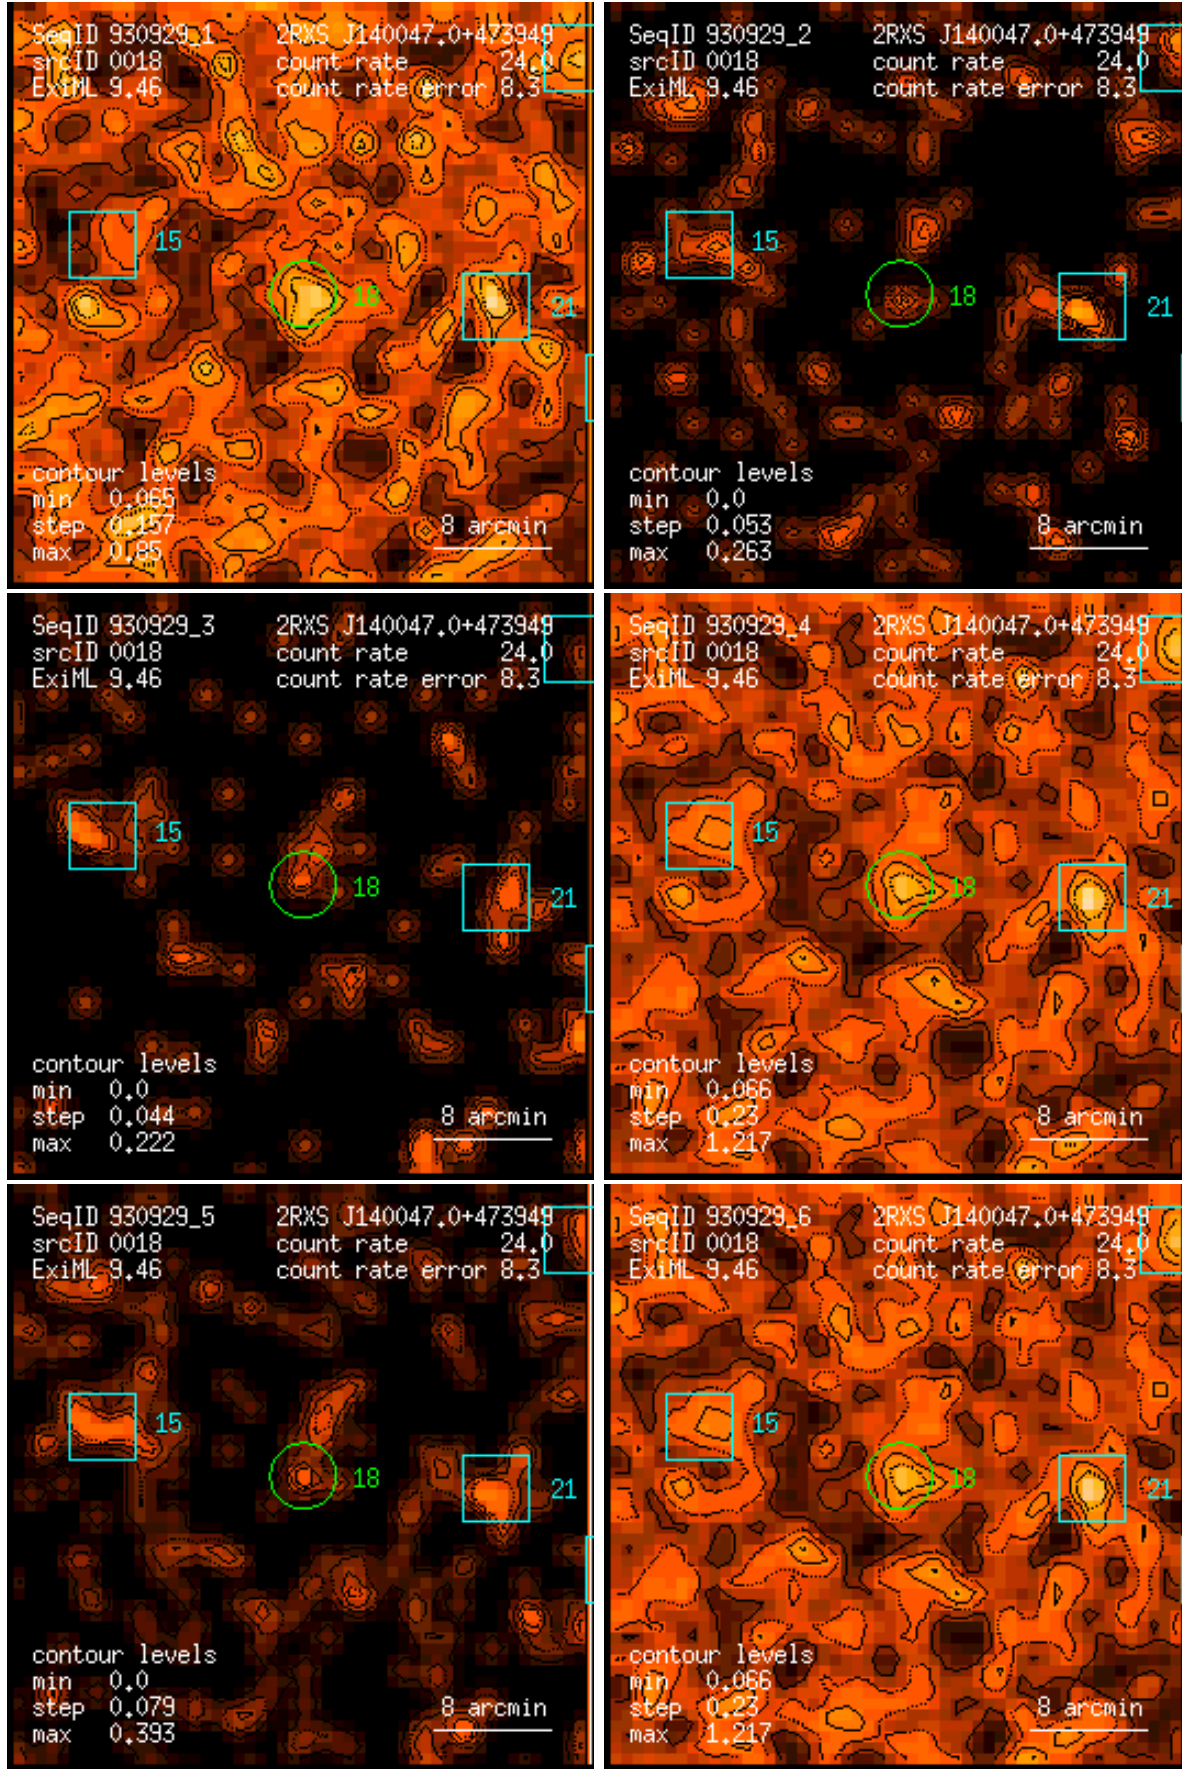 SeqID 930929_1 2RXS J140047.0+473949
srcID 0018 count rate 24.0
ExiML 9.46 count rate error 8.3
15
18
21
contour levels
min 0.065
step 0.157
max 0.85
8 arcmin
SeqID 930929_2 2RXS J140047.0+473949
srcID 0018 count rate 24.0
ExiML 9.46 count rate error 8.3
15
18
21
contour levels
min 0.0
step 0.053
max 0.263
8 arcmin
SeqID 930929_3 2RXS J140047.0+473949
srcID 0018 count rate 24.0
ExiML 9.46 count rate error 8.3
15
18
21
contour levels
min 0.0
step 0.044
max 0.222
8 arcmin
SeqID 930929_4 2RXS J140047.0+473949
srcID 0018 count rate 24.0
ExiML 9.46 count rate error 8.3
15
18
21
contour levels
min 0.066
step 0.23
max 1.217
8 arcmin
SeqID 930929_5 2RXS J140047.0+473949
srcID 0018 count rate 24.0
ExiML 9.46 count rate error 8.3
15
18
21
contour levels
min 0.0
step 0.079
max 0.393
8 arcmin
SeqID 930929_6 2RXS J140047.0+473949
srcID 0018 count rate 24.0
ExiML 9.46 count rate error 8.3
15
18
21
contour levels
min 0.066
step 0.23
max 1.217
8 arcmin